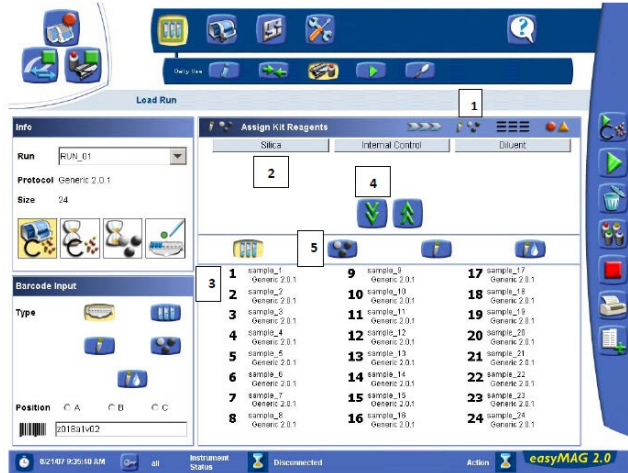 1
Daily Use
Load Run
Info
Run RUN_01
Protocol Generic 2.0.1
Size 24
Assign Kit Reagents
Silica Internal Control Diluent
2
4
5
3
1 sample_1 Generic 2.0.1
2 sample_2 Generic 2.0.1
3 sample_3 Generic 2.0.1
4 sample_4 Generic 2.0.1
5 sample_5 Generic 2.0.1
6 sample_6 Generic 2.0.1
7 sample_7 Generic 2.0.1
8 sample_8 Generic 2.0.1
9 sample_9 Generic 2.0.1
10 sample_10 Generic 2.0.1
11 sample_11 Generic 2.0.1
12 sample_12 Generic 2.0.1
13 sample_13 Generic 2.0.1
14 sample_14 Generic 2.0.1
15 sample_15 Generic 2.0.1
16 sample_16 Generic 2.0.1
17 sample_17 Generic 2.0.1
18 sample_18 Generic 2.0.1
19 sample_19 Generic 2.0.1
20 sample_20 Generic 2.0.1
21 sample_21 Generic 2.0.1
22 sample_22 Generic 2.0.1
23 sample_23 Generic 2.0.1
24 sample_24 Generic 2.0.1
Barcode Input
Type
Position A B C
z018a1v02
8/21/07 9:35:10 AM all Instrument Status Disconnected Action easyMAG 2.0